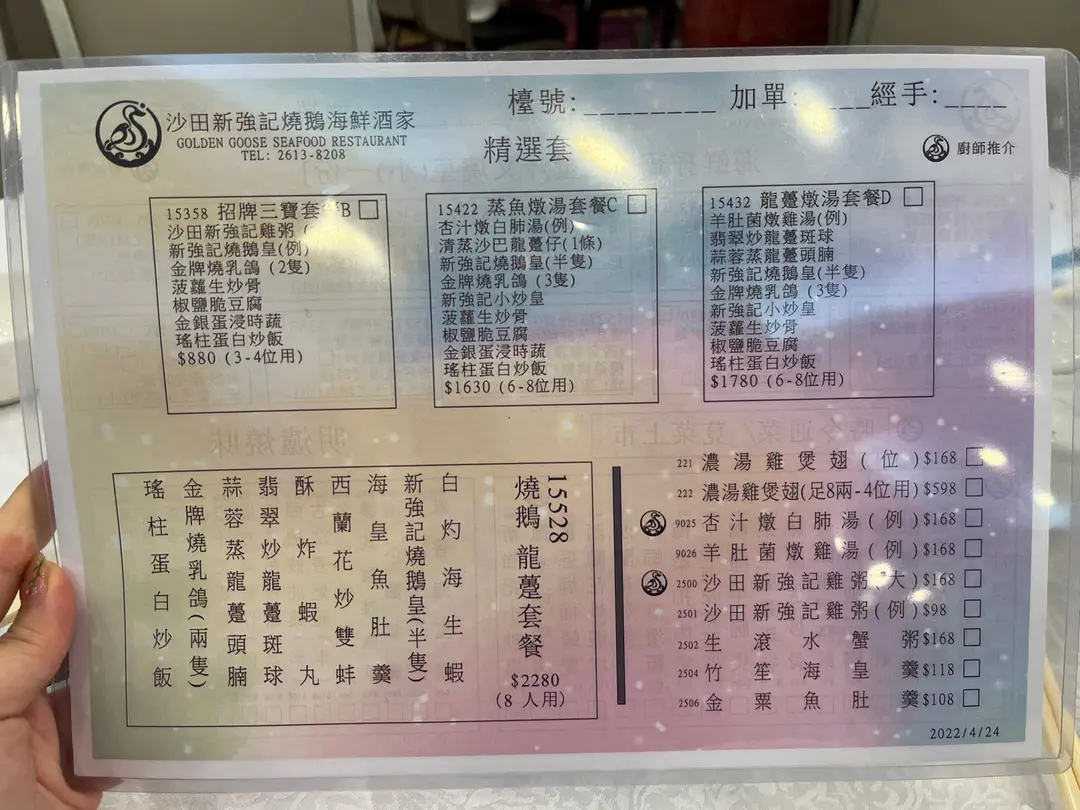 沙田新強記燒鵝海鮮酒家
GOLDEN GOOSE SEAFOOD RESTAURANT
TEL: 2613-8208
檯號:________ 加單:_____經手:____
精選套
廚師推介
15358 招牌三寶套餐B
沙田新強記雞粥 (
新強記燒鵝皇(例)
金牌燒乳鴿 (2隻)
菠蘿生炒骨
椒鹽脆豆腐
金銀蛋浸時蔬
瑤柱蛋白炒飯
$880 (3-4位用)
15422 蒸魚燉湯套餐C
杏汁燉白肺湯(例)
清蒸沙巴龍躉仔(1條)
新強記燒鵝皇(半隻)
金牌燒乳鴿 (3隻)
新強記小炒皇
菠蘿生炒骨
椒鹽脆豆腐
金銀蛋浸時蔬
瑤柱蛋白炒飯
$1630 (6-8位用)
15432 龍躉燉湯套餐D
羊肚菌燉雞湯(例)
翡翠炒龍躉斑球
蒜蓉蒸龍躉頭腩
新強記燒鵝皇(半隻)
金牌燒乳鴿 (3隻)
新強記小炒皇
菠蘿生炒骨
椒鹽脆豆腐
瑤柱蛋白炒飯
$1780 (6-8位用)
15528
燒鵝 龍躉套餐
$2280
(8 人用)
白灼海生蝦
新強記燒鵝皇(半隻)
海皇魚肚羹
西蘭花炒雙蚌
酥炸蝦丸
翡翠炒龍躉斑球
蒜蓉蒸龍躉頭腩
金牌燒乳鴿(兩隻)
瑤柱蛋白炒飯
221 濃湯雞煲翅(位)$168
222 濃湯雞煲翅(足8兩-4位用)$598
9025 杏汁燉白肺湯(例)$168
9026 羊肚菌燉雞湯(例)$168
2500 沙田新強記雞粥(大)$168
2501 沙田新強記雞粥(例)$98
2502 生滾水蟹粥$168
2504 竹笙海皇羹$118
2506 金粟魚肚羹$108
2022/4/24